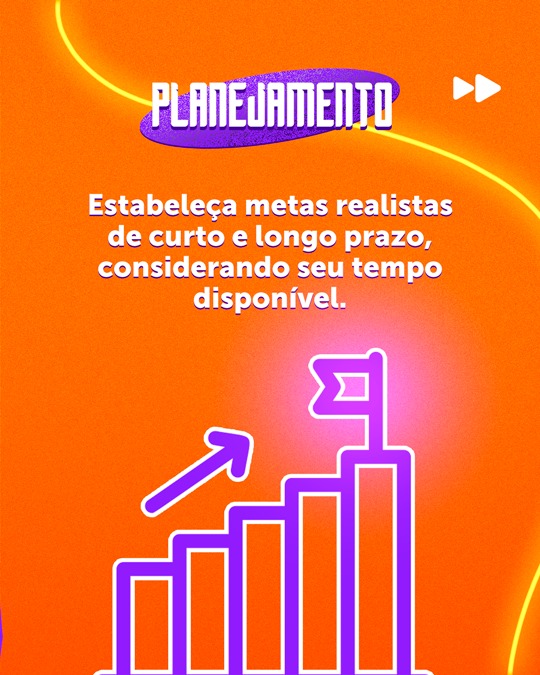 PLANEJAMENTO
Estabeleça metas realistas
de curto e longo prazo,
considerando seu tempo
disponível.